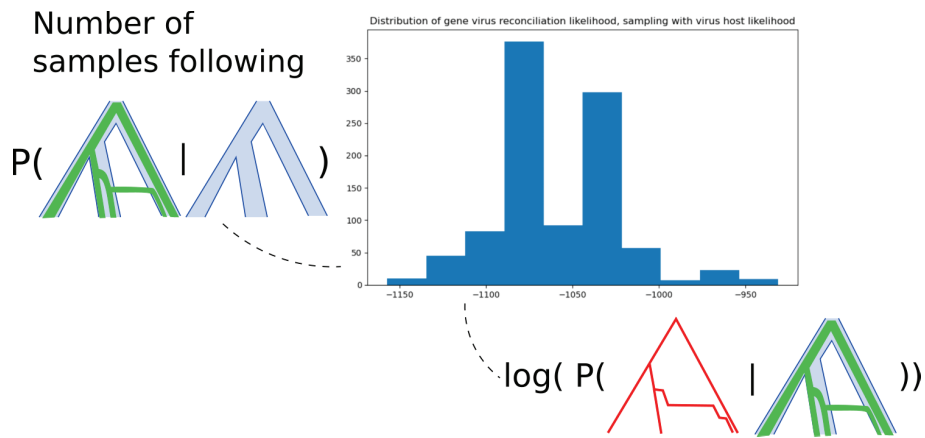 Number of
samples following
P( | )
Distribution of gene virus reconciliation likelihood, sampling with virus host likelihood
350
300
250
200
150
100
50
0
−1150 −1100 −1050 −1000 −950
log( P( | ))